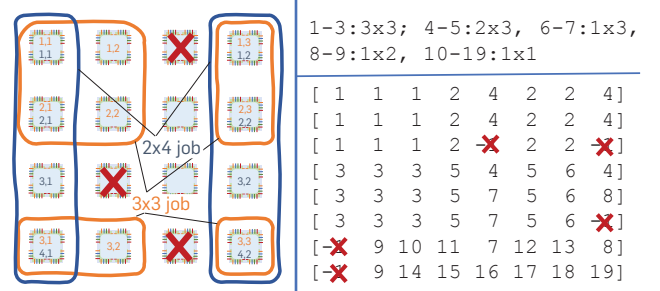 1,1 1,2 1,3
1,1 1,2
2,1 2,2 2,3
2,1 2,2
2x4 job
3,1 3,2
3x3 job
3,1 3,2 3,3
4,1 4,2
1-3:3x3; 4-5:2x3, 6-7:1x3,
8-9:1x2, 10-19:1x1
[ 1 1 1 2 4 2 2 4]
[ 1 1 1 2 4 2 2 4]
[ 1 1 1 2 -1 2 2 -1]
[ 3 3 3 5 4 5 6 4]
[ 3 3 3 5 7 5 6 8]
[ 3 3 3 5 7 5 6 -1]
[-1 9 10 11 7 12 13 8]
[-1 9 14 15 16 17 18 19]